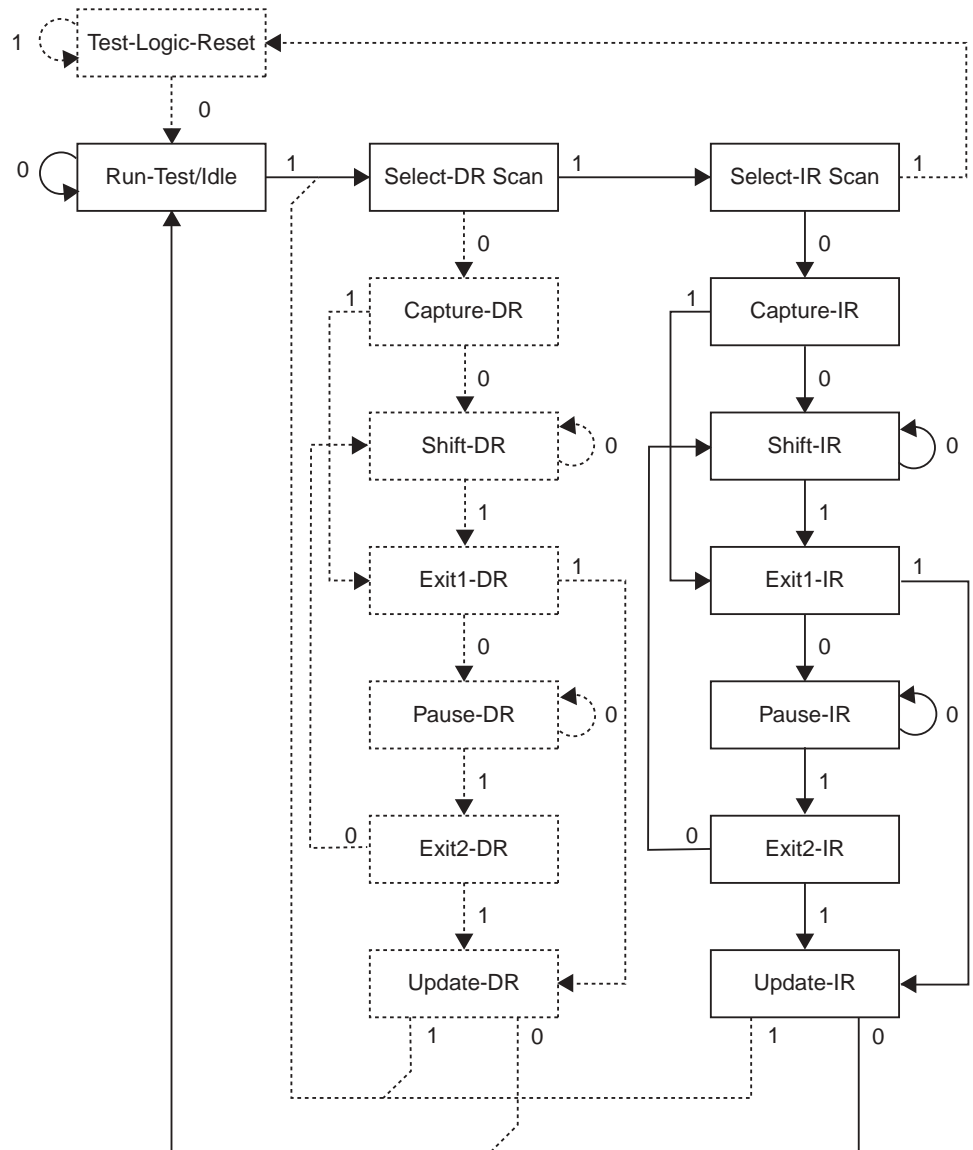 1 Test-Logic-Reset
0
0 Run-Test/Idle 1 Select-DR Scan 1 Select-IR Scan 1
0 0
1 Capture-DR 1 Capture-IR
0 0
Shift-DR 0 Shift-IR 0
1 1
Exit1-DR 1 Exit1-IR 1
0 0
Pause-DR 0 Pause-IR 0
1 1
0 Exit2-DR 0 Exit2-IR
1 1
Update-DR Update-IR
1 0 1 0